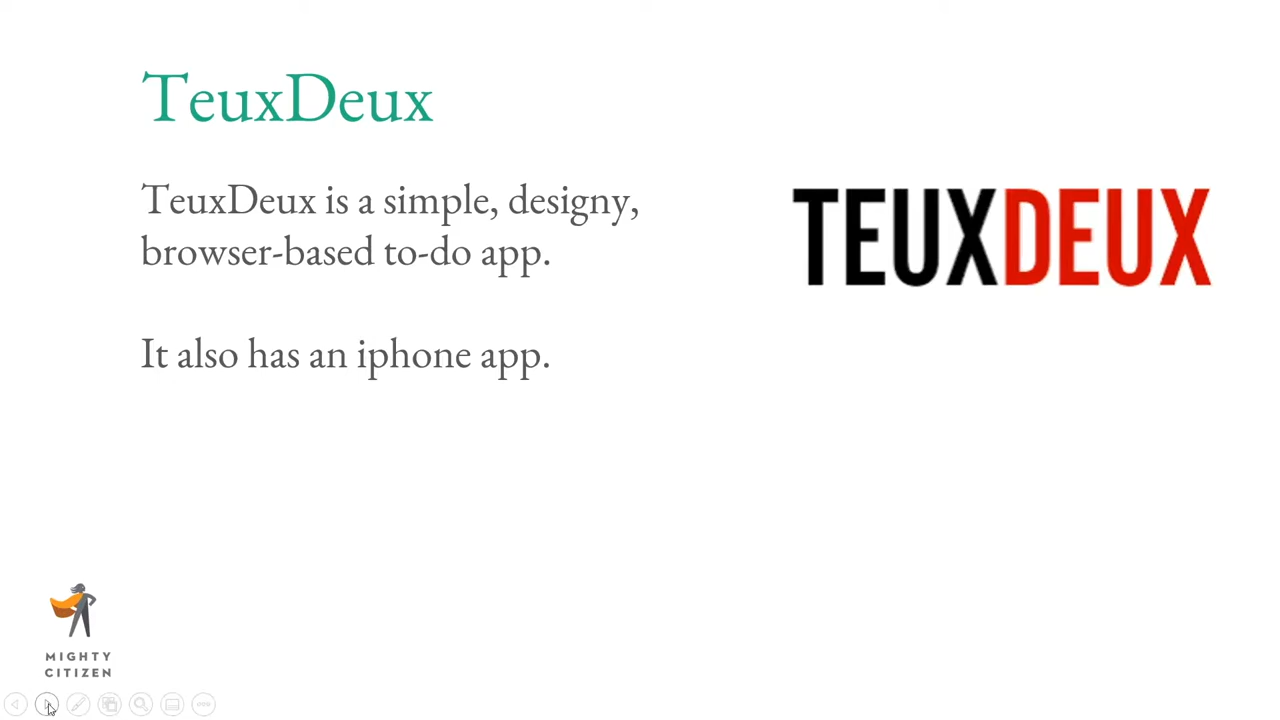 TeuxDeux
TeuxDeux is a simple, designy,
browser-based to-do app.
It also has an iphone app.
TEUXDEUX
MIGHTY
CITIZEN